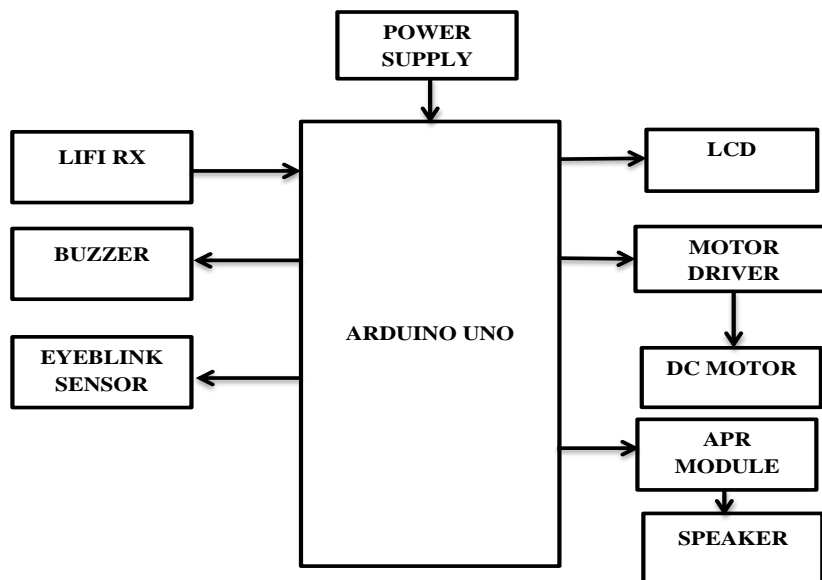 POWER
SUPPLY
LIFI RX
LCD
BUZZER
MOTOR
DRIVER
ARDUINO UNO
EYEBLINK
SENSOR
DC MOTOR
APR
MODULE
SPEAKER